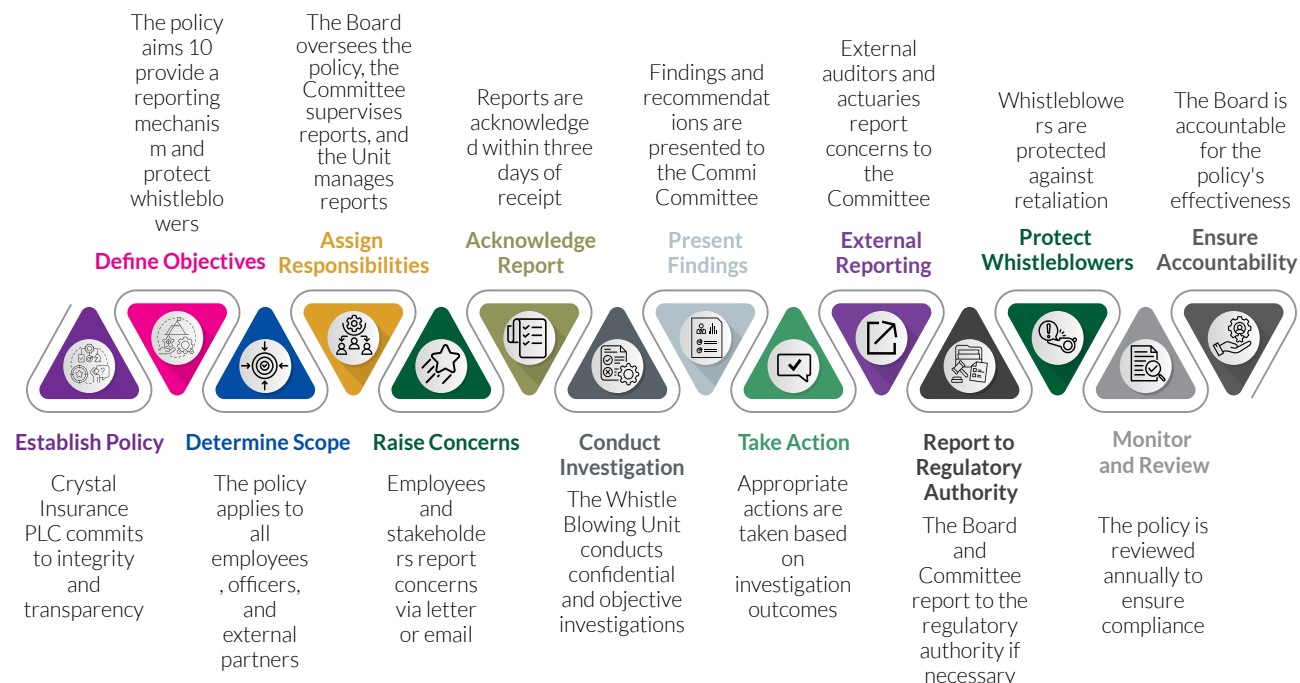 The policy
aims 10
provide a
reporting
mechanis
m and
protect
whistleblo
wers
Define Objectives
The Board
oversees the
policy, the
Committee
supervises
reports, and
the Unit
manages
reports
Assign
Responsibilities
Reports are
acknowledge
d within three
days of
receipt
Acknowledge
Report
Findings and
recommendat
ions are
presented to
the Commi
Committee
Present
Findings
External
auditors and
actuaries
report
concerns to
the
Committee
External
Reporting
Whistleblowe
rs are
protected
against
retaliation
Protect
Whistleblowers
The Board is
accountable
for the
policy's
effectiveness
Ensure
Accountability
Establish Policy
Crystal
Insurance
PLC commits
to integrity
and
transparency
Determine Scope
The policy
applies to
all
employees
, officers,
and
external
partners
Raise Concerns
Employees
and
stakeholde
rs report
concerns
via letter
or email
Conduct
Investigation
The Whistle
Blowing Unit
conducts
confidential
and objective
investigations
Take Action
Appropriate
actions are
taken based
on
investigation
outcomes
Report to
Regulatory
Authority
The Board
and
Committee
report to the
regulatory
authority if
necessary
Monitor
and Review
The policy is
reviewed
annually to
ensure
compliance